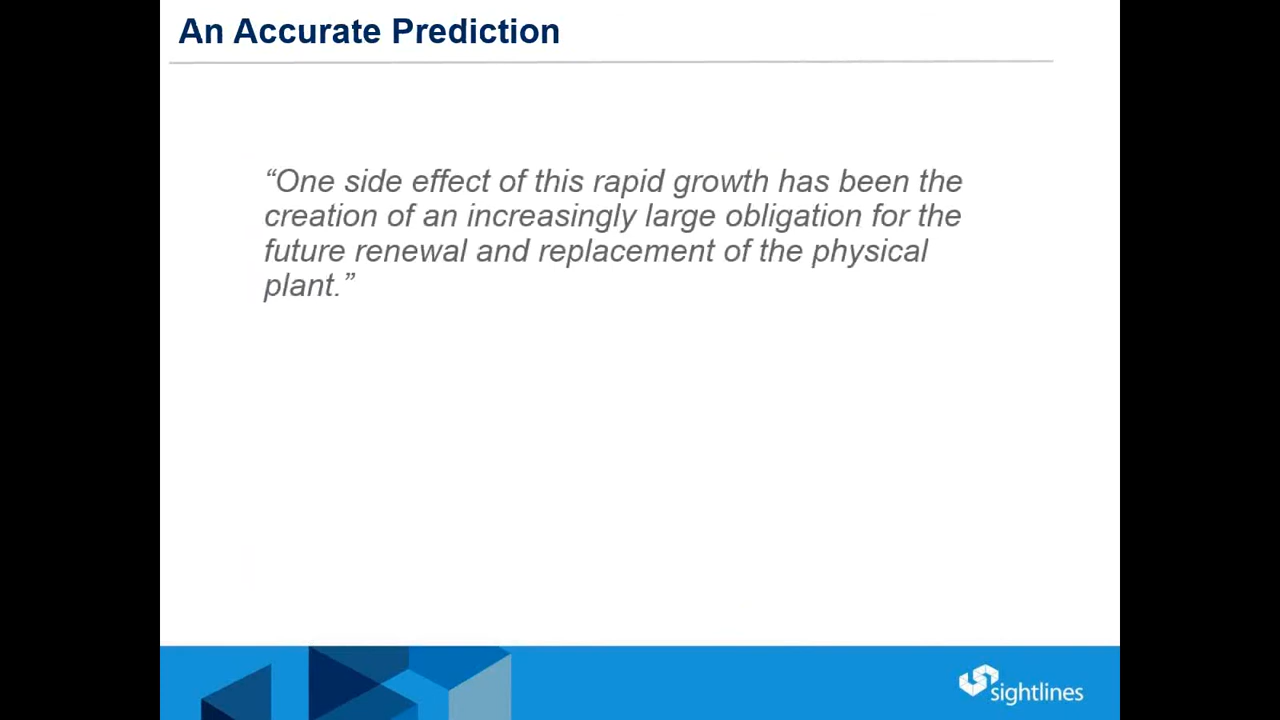 An Accurate Prediction
“One side effect of this rapid growth has been the
creation of an increasingly large obligation for the
future renewal and replacement of the physical
plant.”
sightlines